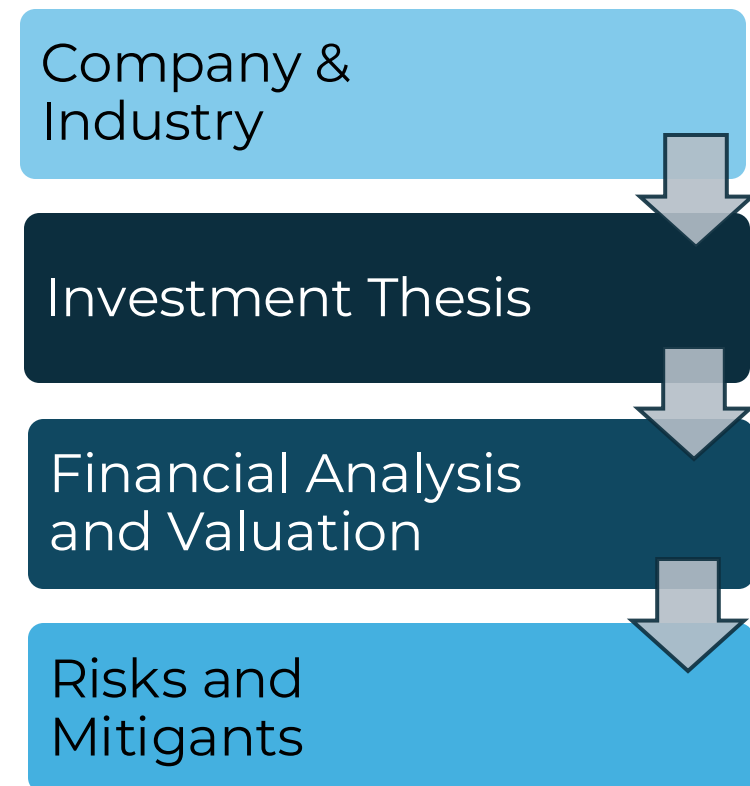 Company &
Industry
Investment Thesis
Financial Analysis
and Valuation
Risks and
Mitigants